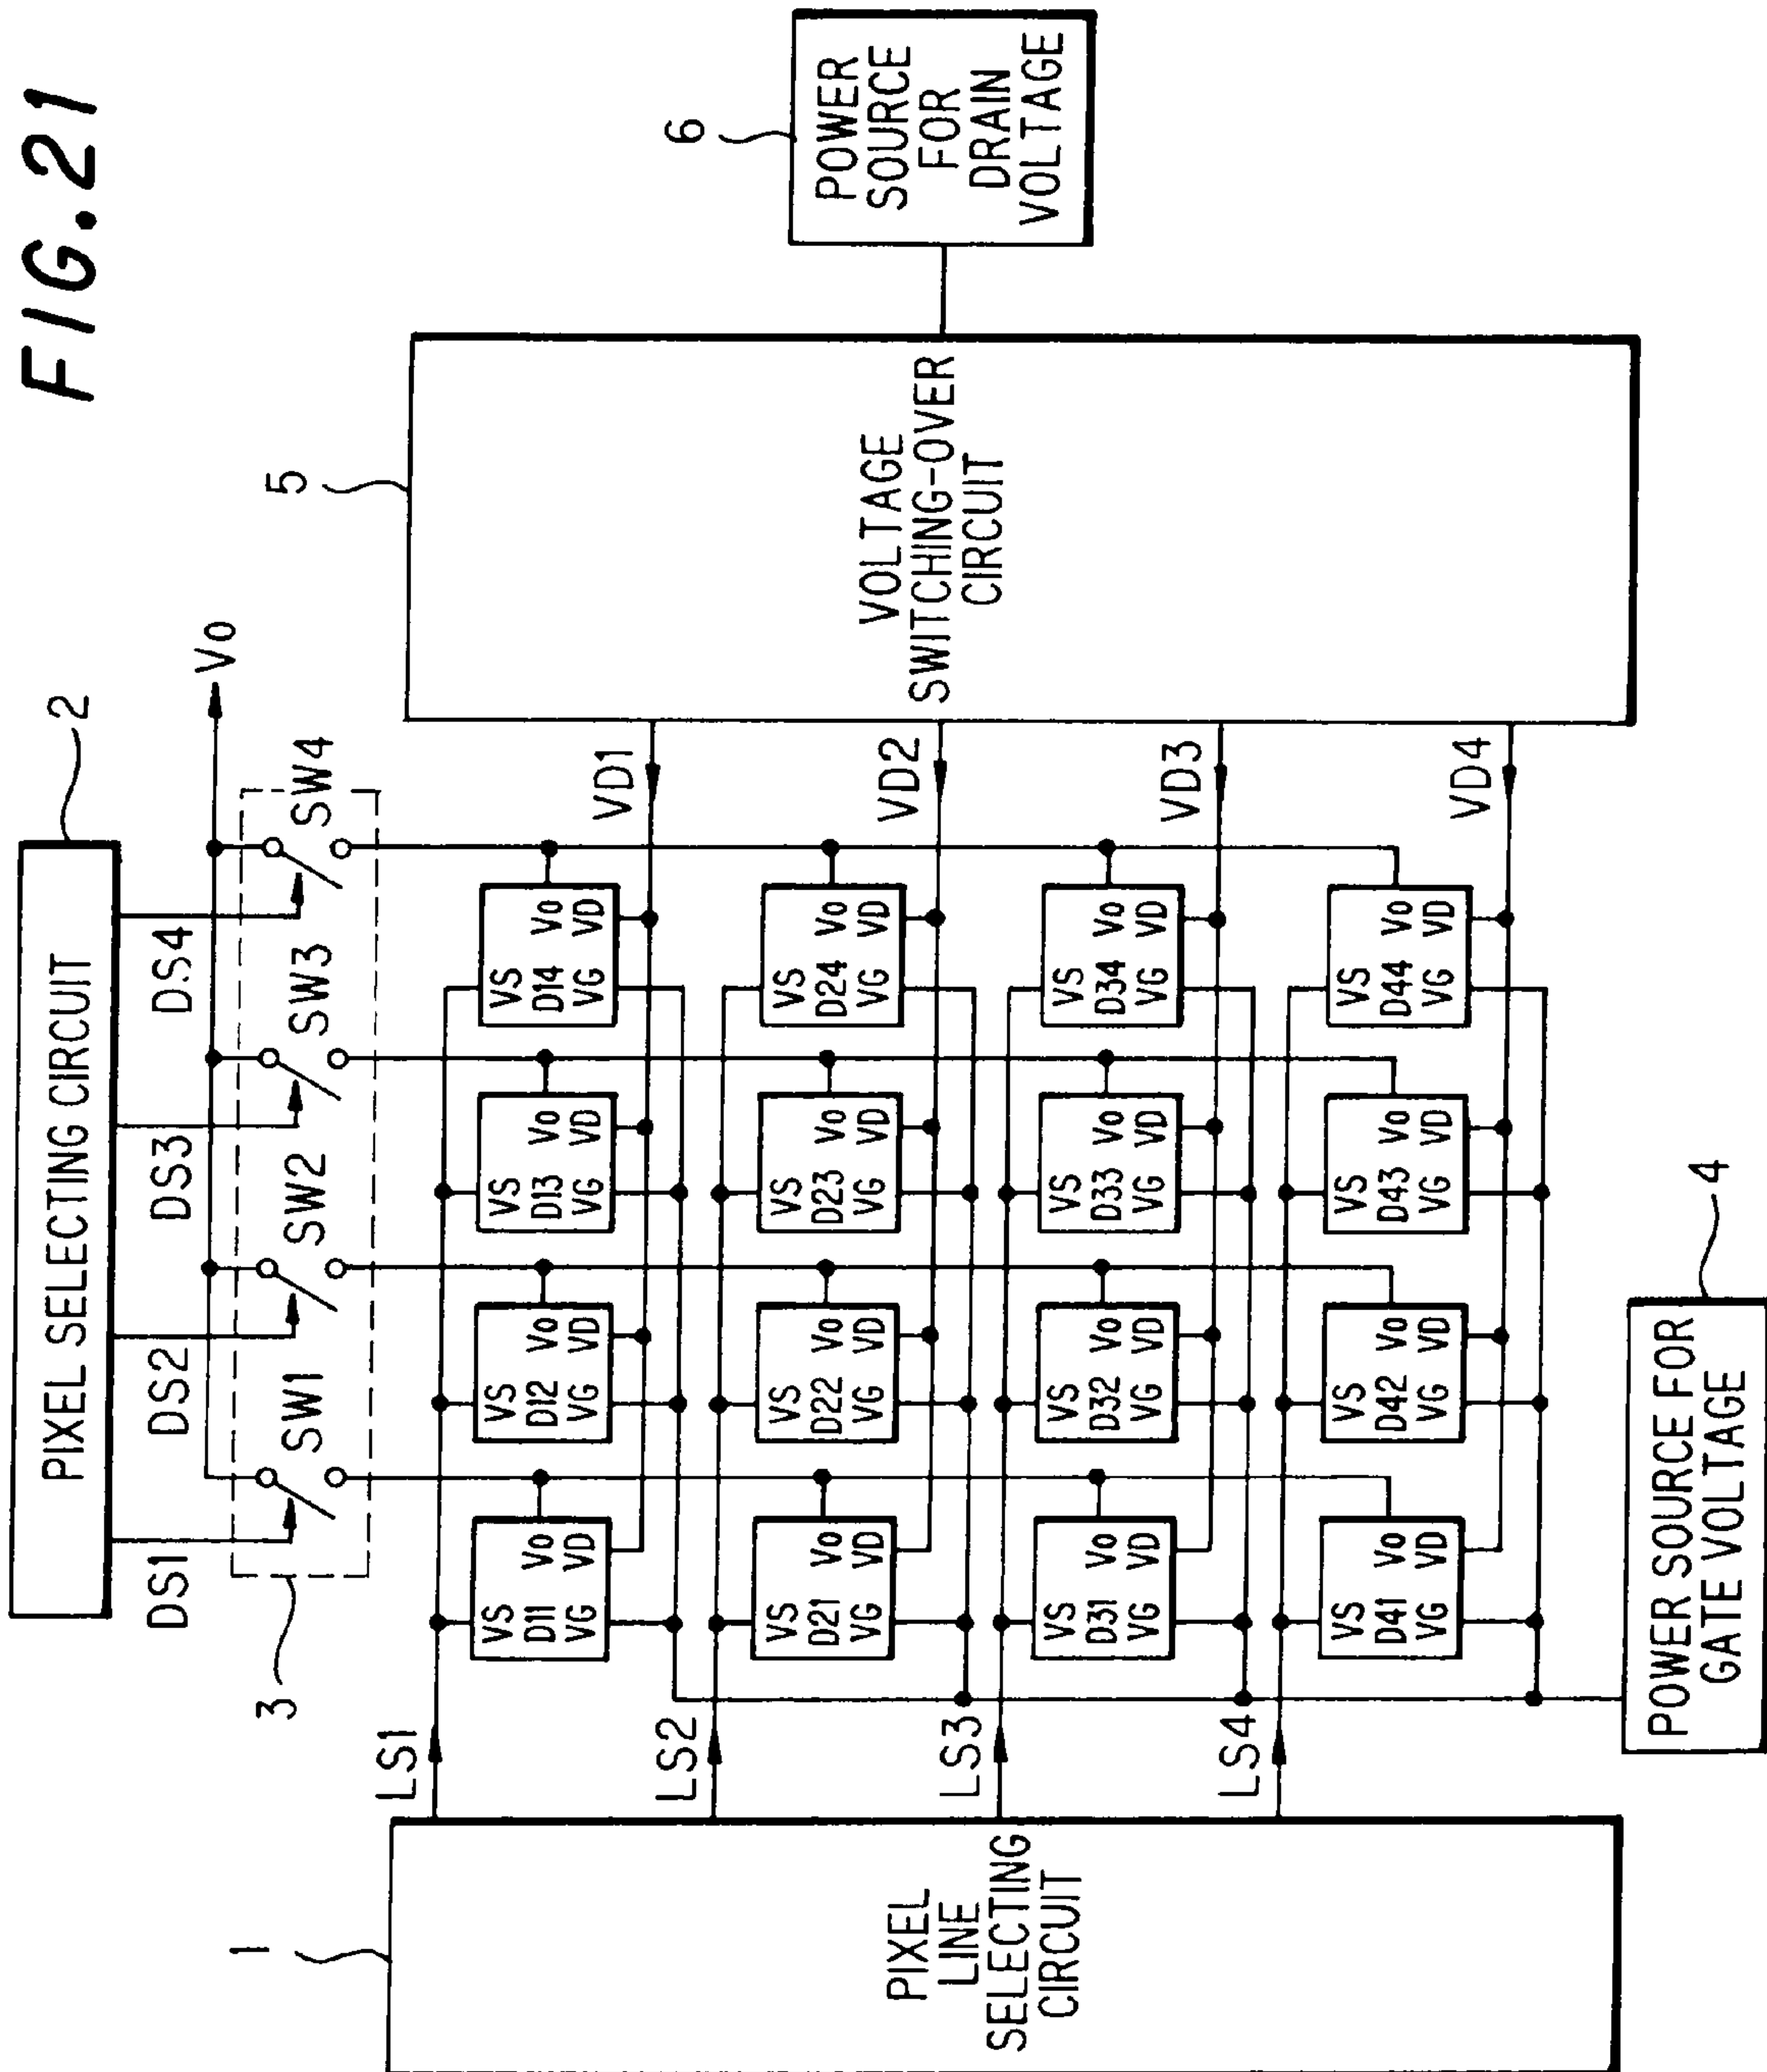 FIG.21
PIXEL SELECTING CIRCUIT
2
DS1
DS2
DS3
DS4
Vo
3
SW1
SW2
SW3
SW4
1
PIXEL
LINE
SELECTING
CIRCUIT
LS1
LS2
LS3
LS4
VS
D11 Vo
VG VD
VS
D12 Vo
VG VD
VS
D13 Vo
VG VD
VS
D14 Vo
VG VD
VD1
VS
D21 Vo
VG VD
VS
D22 Vo
VG VD
VS
D23 Vo
VG VD
VS
D24 Vo
VG VD
VD2
VS
D31 Vo
VG VD
VS
D32 Vo
VG VD
VS
D33 Vo
VG VD
VS
D34 Vo
VG VD
VD3
VS
D41 Vo
VG VD
VS
D42 Vo
VG VD
VS
D43 Vo
VG VD
VS
D44 Vo
VG VD
VD4
5
VOLTAGE
SWITCHING-OVER
CIRCUIT
6
POWER
SOURCE
FOR
DRAIN
VOLTAGE
POWER SOURCE FOR
GATE VOLTAGE
4